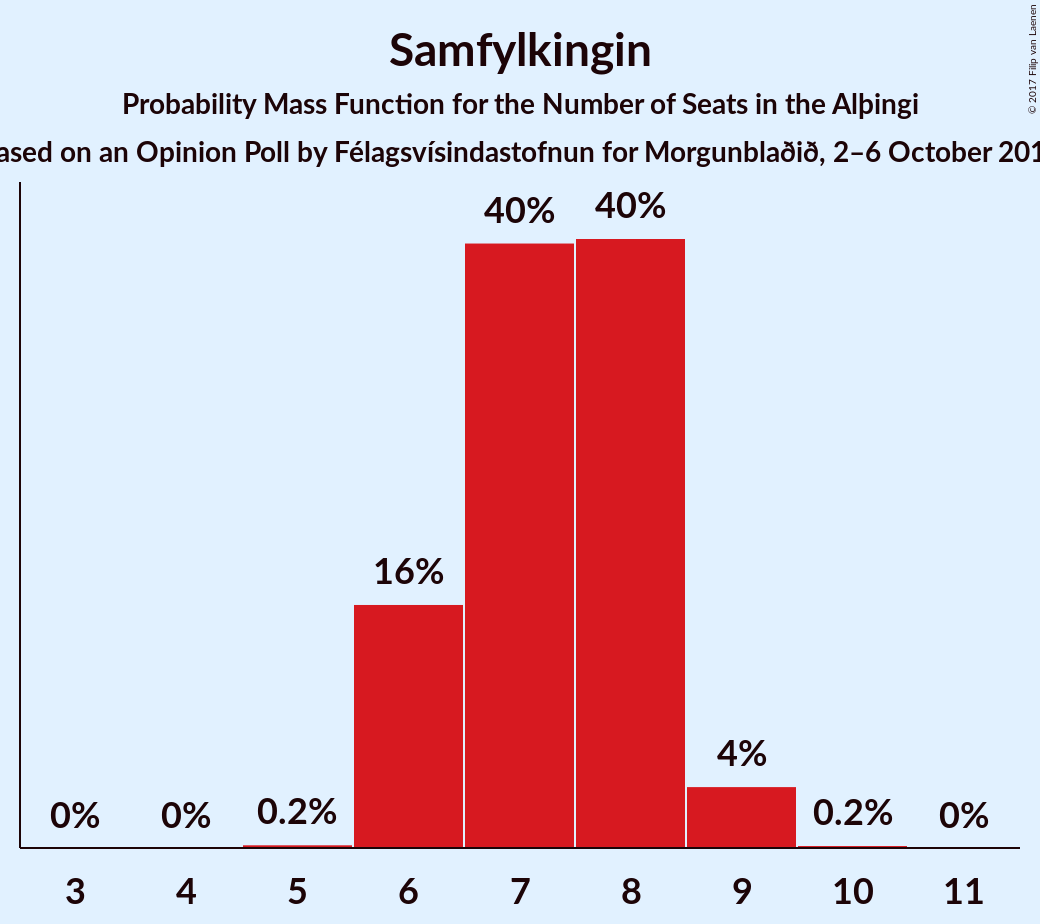 Samfylkingin
Probability Mass Function for the Number of Seats in the Alþingi
ased on an Opinion Poll by Félagsvísindastofnun for Morgunblaðið, 2–6 October 201
© 2017 Filip van Laenen
40% 40%
16%
4%
0% 0% 0.2% 0.2% 0%
3 4 5 6 7 8 9 10 11